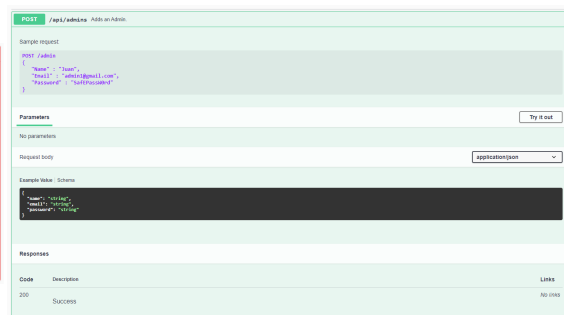 POST /api/admins Adds an Admin.
Sample request:
POST /admin
{
"Name" : "Juan",
"Email" : "admin1@gmail.com",
"Password" : "SafEPassW0rd"
}
Parameters
Try it out
No parameters
Request body
application/json
Example Value | Schema
{
"name": "string",
"email": "string",
"password": "string"
}
Responses
Code Description Links
200 Success No links